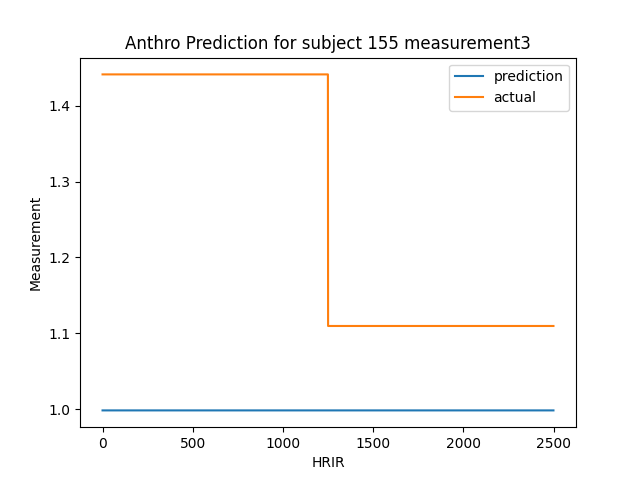 Anthro Prediction for subject 155 measurement3
prediction
actual
1.4
1.3
1.2
1.1
1.0
Measurement
0 500 1000 1500 2000 2500
HRIR